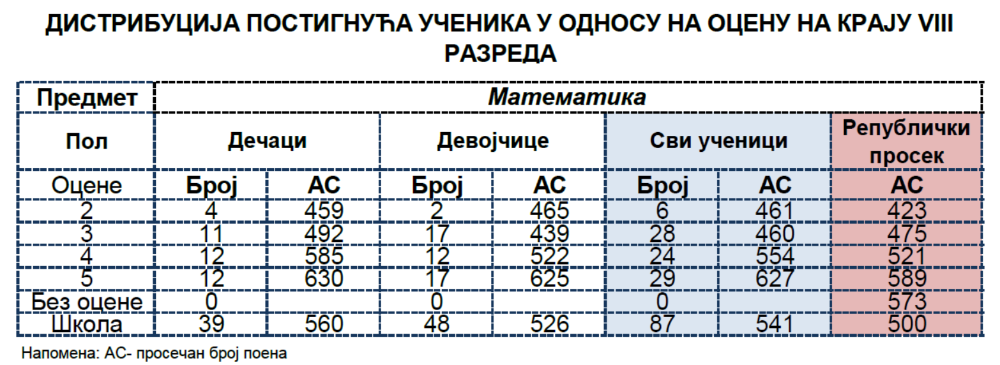 ДИСТРИБУЦИЈА ПОСТИГНУЋА УЧЕНИКА У ОДНОСУ НА ОЦЕНУ НА КРАЈУ VIII
РАЗРЕДА
Предмет Математика
Пол Дечаци Девојчице Сви ученици Републички просек
Оцене Број АС Број АС Број АС АС
2 4 459 2 465 6 461 423
3 11 492 17 439 28 460 475
4 12 585 12 522 24 554 521
5 12 630 17 625 29 627 589
Без оцене 0 0 0 573
Школа 39 560 48 526 87 541 500
Напомена: АС- просечан број поена